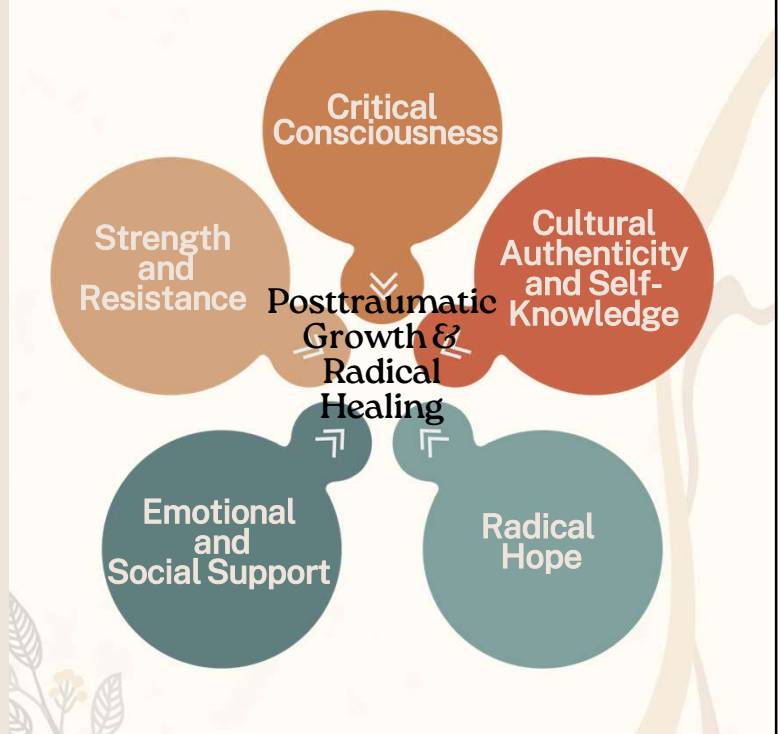 Critical
Consciousness
Strength
and
Resistance
Cultural
Authenticity
and Self-
Knowledge
Posttraumatic
Growth &
Radical
Healing
Emotional
and
Social Support
Radical
Hope